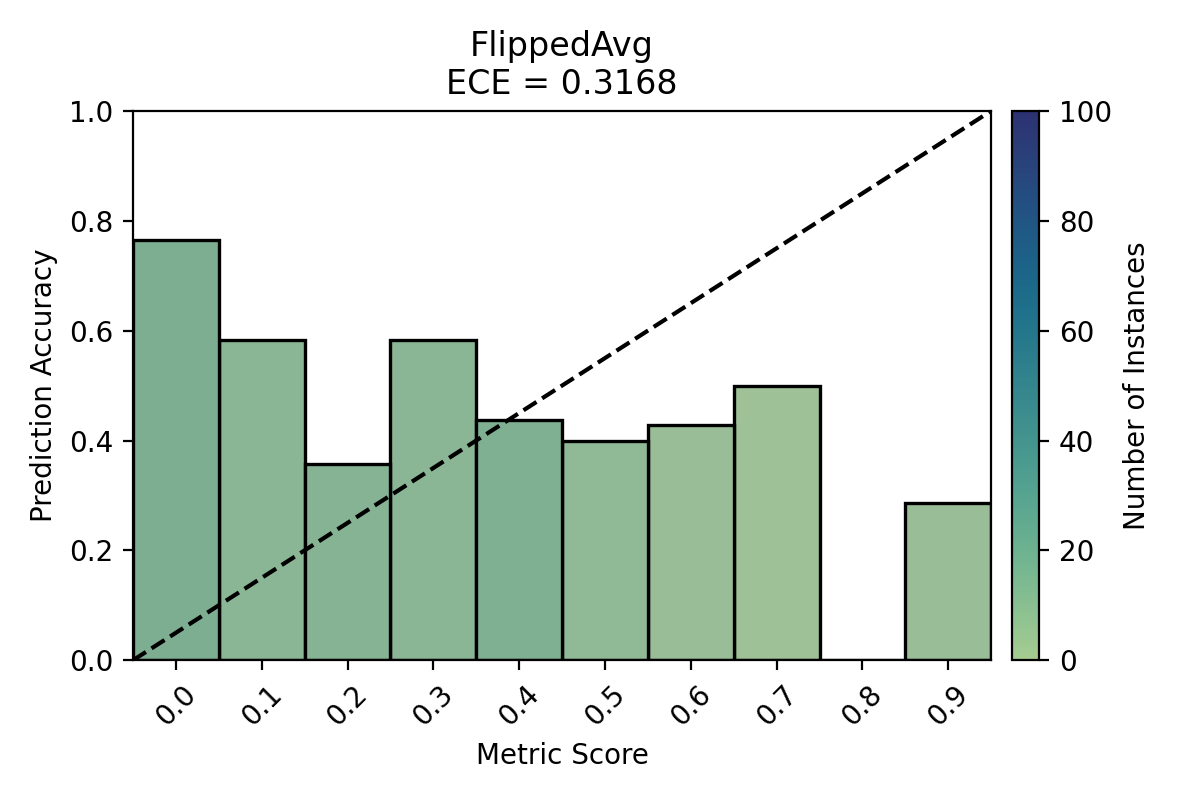 FlippedAvg
ECE = 0.3168
1.0
0.8
0.6
0.4
0.2
0.0
Prediction Accuracy
0.0 0.1 0.2 0.3 0.4 0.5 0.6 0.7 0.8 0.9
Metric Score
100
80
60
40
20
0
Number of Instances